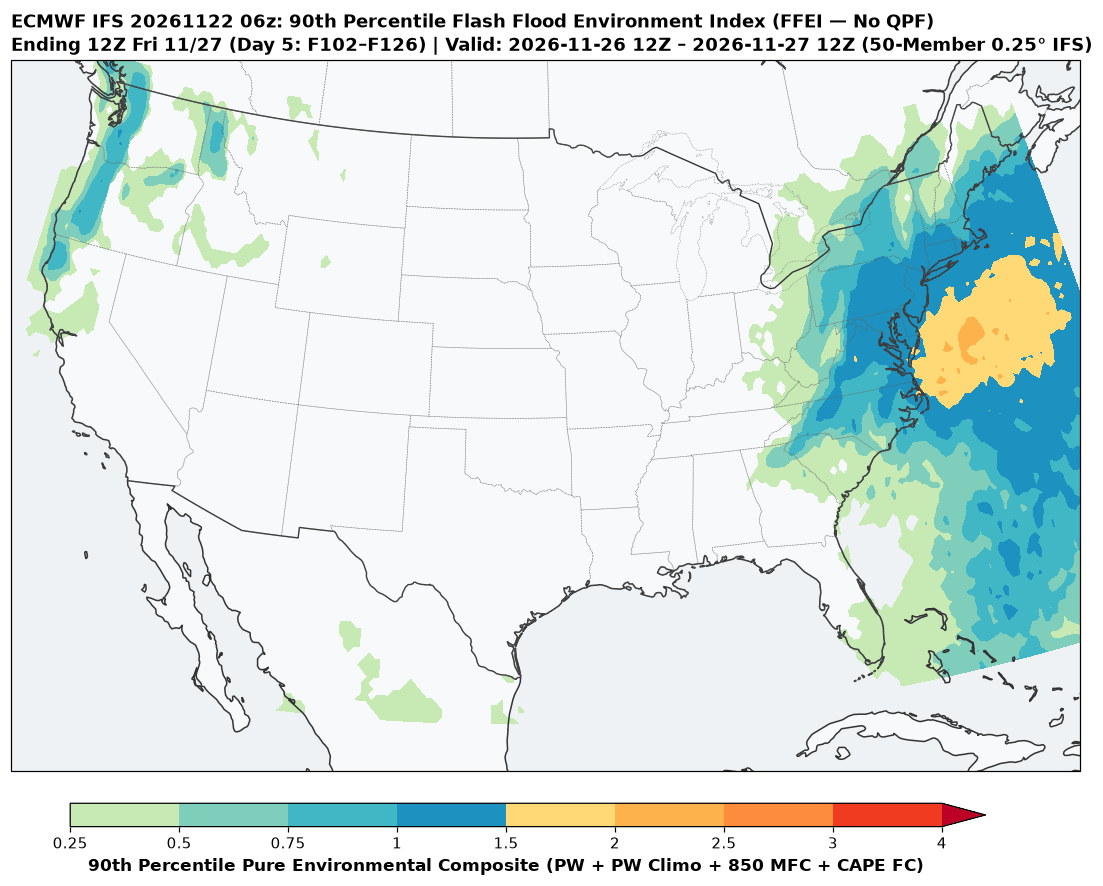 ECMWF IFS 20261122 06z: 90th Percentile Flash Flood Environment Index (FFEI — No QPF)
Ending 12Z Fri 11/27 (Day 5: F102–F126) | Valid: 2026-11-26 12Z – 2026-11-27 12Z (50-Member 0.25° IFS)
0.25 0.5 0.75 1 1.5 2 2.5 3 4
90th Percentile Pure Environmental Composite (PW + PW Climo + 850 MFC + CAPE FC)